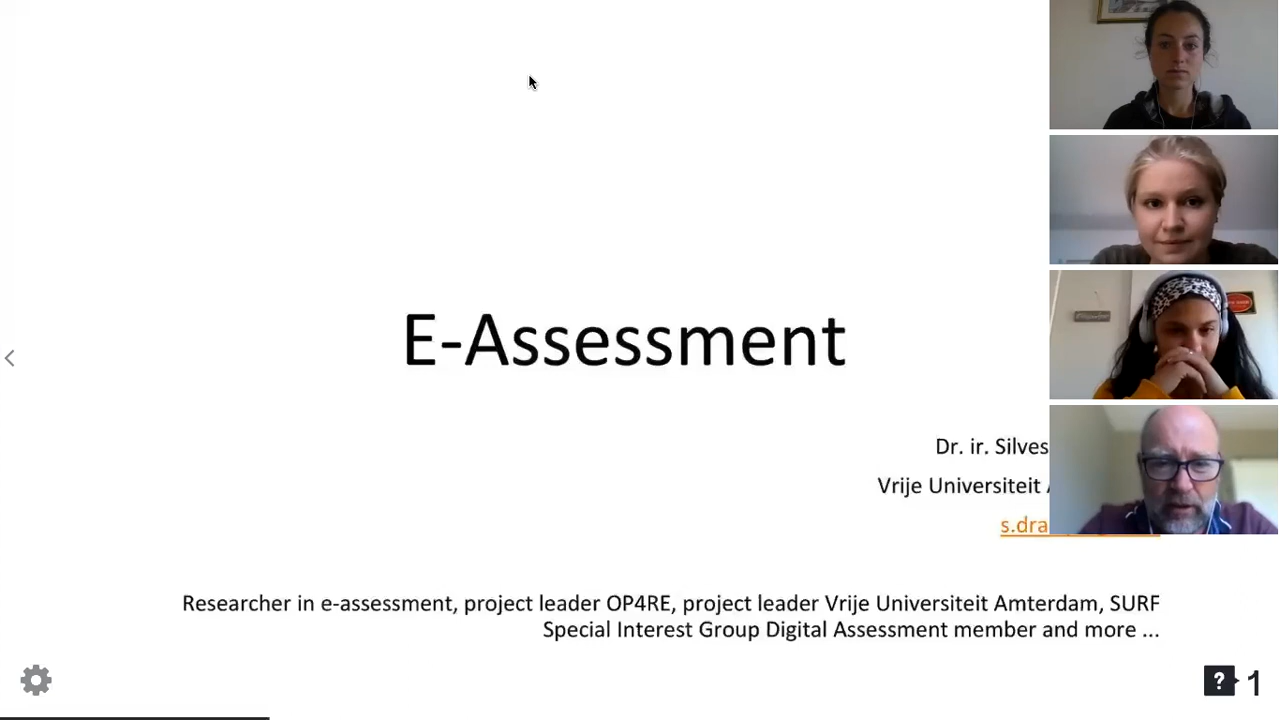 E-Assessment
Dr. ir. Silves
Vrije Universiteit
s.dra
Researcher in e-assessment, project leader OP4RE, project leader Vrije Universiteit Amterdam, SURF
Special Interest Group Digital Assessment member and more ...
? 1